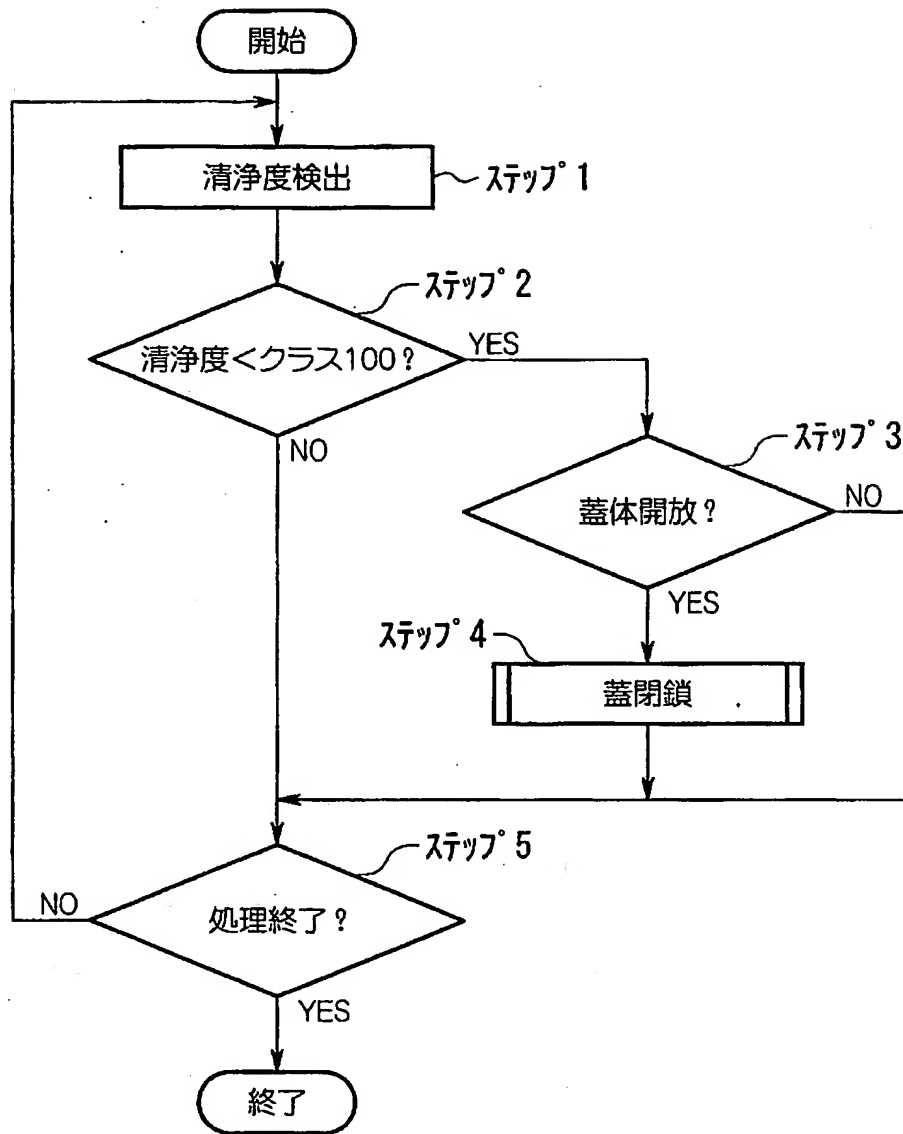 開始
清浄度検出
ｽﾃｯﾌﾟ1
ｽﾃｯﾌﾟ2
清浄度<クラス100?
YES
NO
ｽﾃｯﾌﾟ3
蓋体開放?
NO
YES
ｽﾃｯﾌﾟ4
蓋閉鎖
ｽﾃｯﾌﾟ5
処理終了?
NO
YES
終了